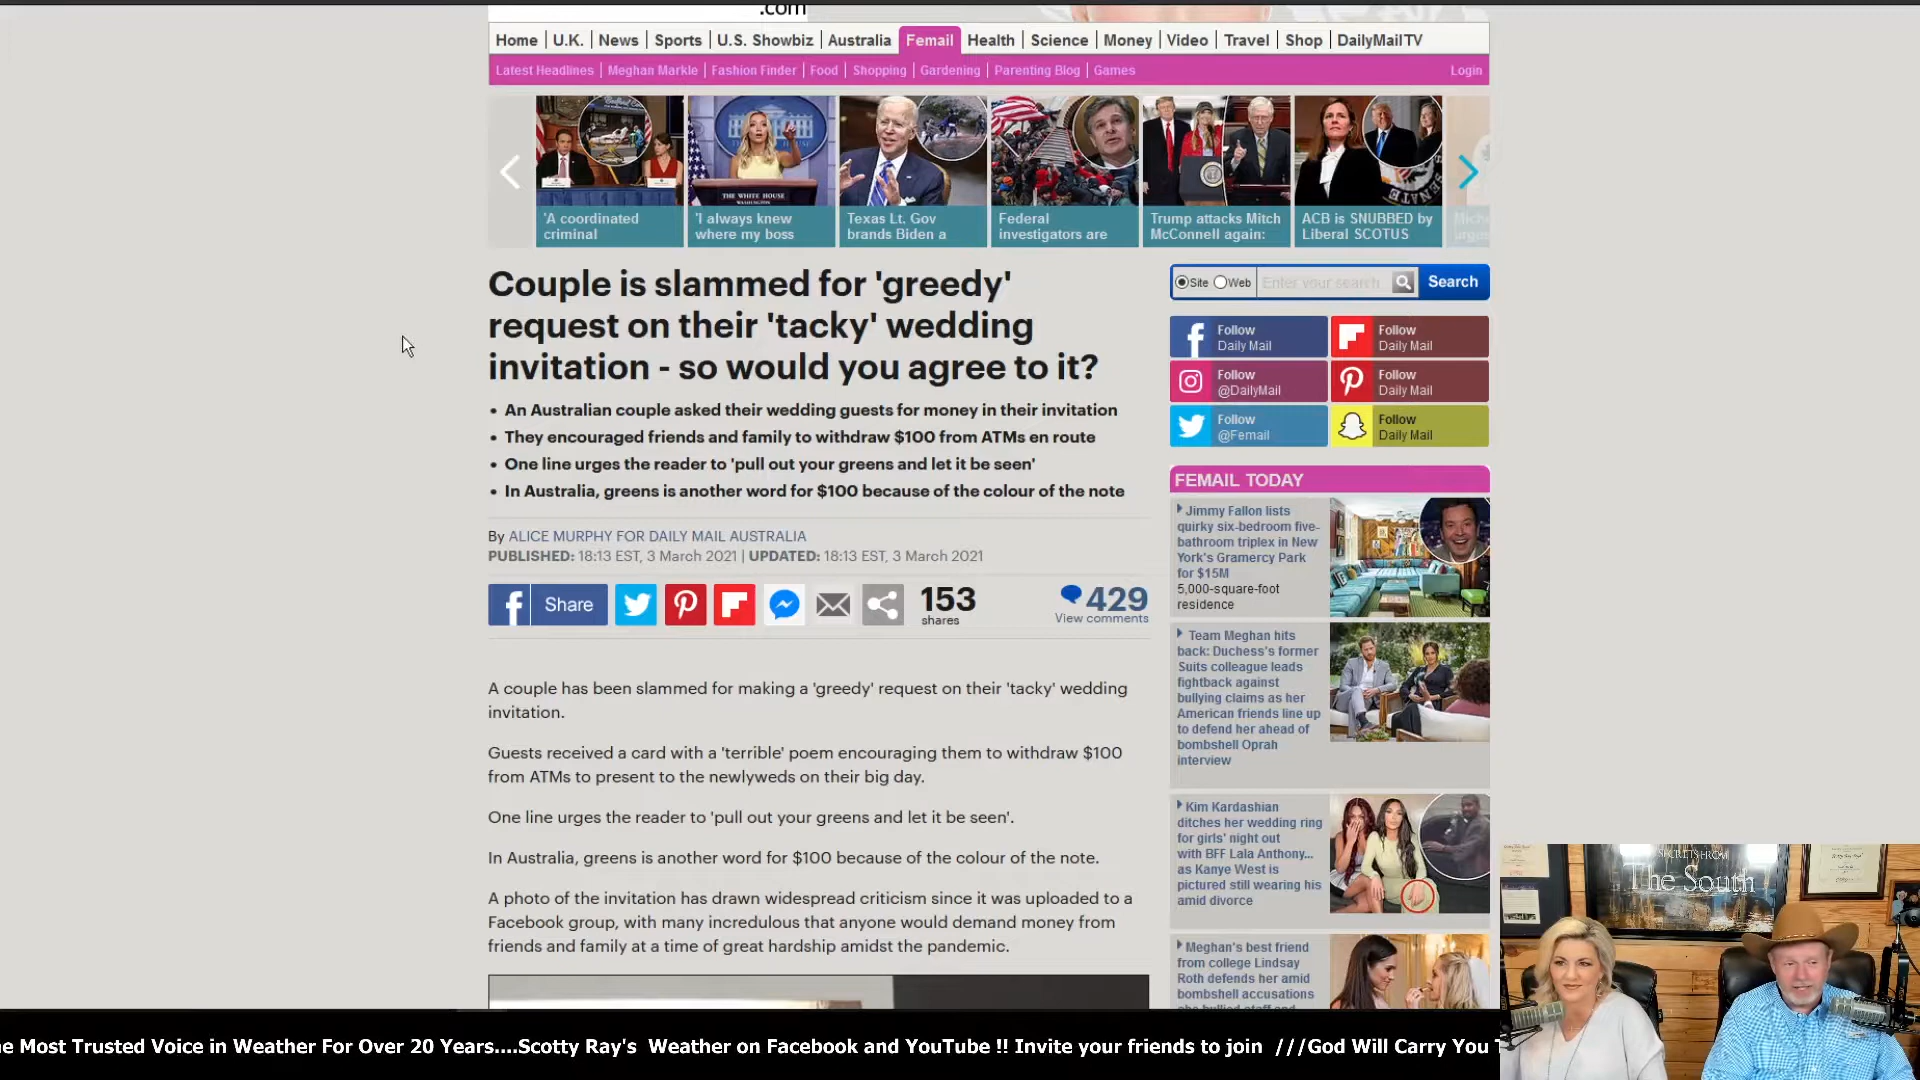 .com
Home | U.K. | News | Sports | U.S. Showbiz | Australia | Femail | Health | Science | Money | Video | Travel | Shop | DailyMailTV
Latest Headlines | Meghan Markle | Fashion Finder | Food | Shopping | Gardening | Parenting Blog | Games
Login
THE WHITE HOUSE
WASHINGTON
SENATE
'A coordinated
criminal
'I always knew
where my boss
Texas Lt. Gov
brands Biden a
Federal
investigators are
Trump attacks Mitch
McConnell again:
ACB is SNUBBED by
Liberal SCOTUS
Couple is slammed for 'greedy'
request on their 'tacky' wedding
invitation - so would you agree to it?
• An Australian couple asked their wedding guests for money in their invitation
• They encouraged friends and family to withdraw $100 from ATMs en route
• One line urges the reader to 'pull out your greens and let it be seen'
• In Australia, greens is another word for $100 because of the colour of the note
By ALICE MURPHY FOR DAILY MAIL AUSTRALIA
PUBLISHED: 18:13 EST, 3 March 2021 | UPDATED: 18:13 EST, 3 March 2021
Share
153
shares
429
View comments
A couple has been slammed for making a 'greedy' request on their 'tacky' wedding
invitation.
Guests received a card with a 'terrible' poem encouraging them to withdraw $100
from ATMs to present to the newlyweds on their big day.
One line urges the reader to 'pull out your greens and let it be seen'.
In Australia, greens is another word for $100 because of the colour of the note.
A photo of the invitation has drawn widespread criticism since it was uploaded to a
Facebook group, with many incredulous that anyone would demand money from
friends and family at a time of great hardship amidst the pandemic.
Site Web Enter your search Search
Follow
Daily Mail
Follow
Daily Mail
Follow
@DailyMail
Follow
Daily Mail
Follow
@Femail
Follow
Daily Mail
FEMAIL TODAY
Jimmy Fallon lists
quirky six-bedroom five-
bathroom triplex in New
York's Gramercy Park
for $15M
5,000-square-foot
residence
Team Meghan hits
back: Duchess's former
Suits colleague leads
fightback against
bullying claims as her
American friends line up
to defend her ahead of
bombshell Oprah
interview
Kim Kardashian
ditches her wedding ring
for girls' night out
with BFF Lala Anthony...
as Kanye West is
pictured still wearing his
amid divorce
Meghan's best friend
from college Lindsay
Roth defends her amid
bombshell accusations
she bullied staff and
SECRETS FROM
The South
e Most Trusted Voice in Weather For Over 20 Years....Scotty Ray's Weather on Facebook and YouTube !! Invite your friends to join ///God Will Carry You T